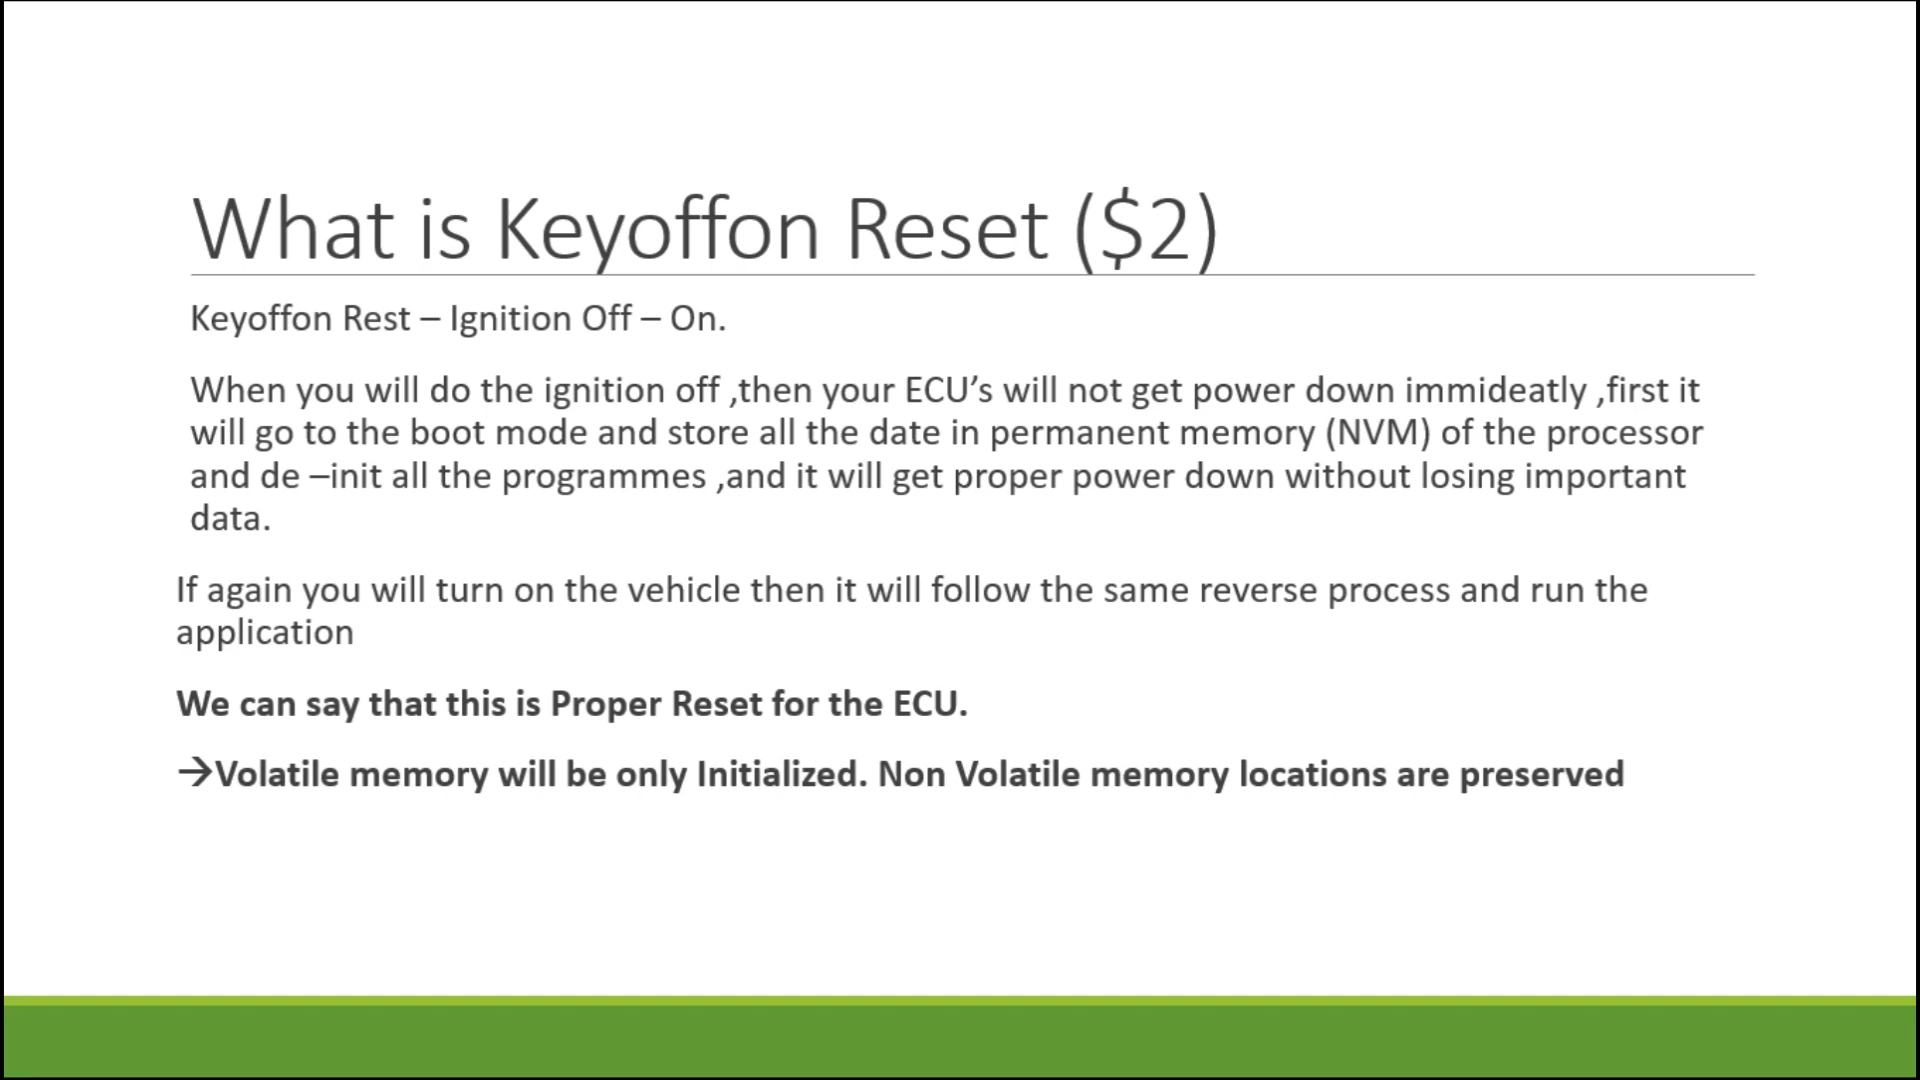 What is Keyoffon Reset ($2)
Keyoffon Rest – Ignition Off – On.
When you will do the ignition off ,then your ECU’s will not get power down immideatly ,first it
will go to the boot mode and store all the date in permanent memory (NVM) of the processor
and de –init all the programmes ,and it will get proper power down without losing important
data.
If again you will turn on the vehicle then it will follow the same reverse process and run the
application
We can say that this is Proper Reset for the ECU.
→Volatile memory will be only Initialized. Non Volatile memory locations are preserved